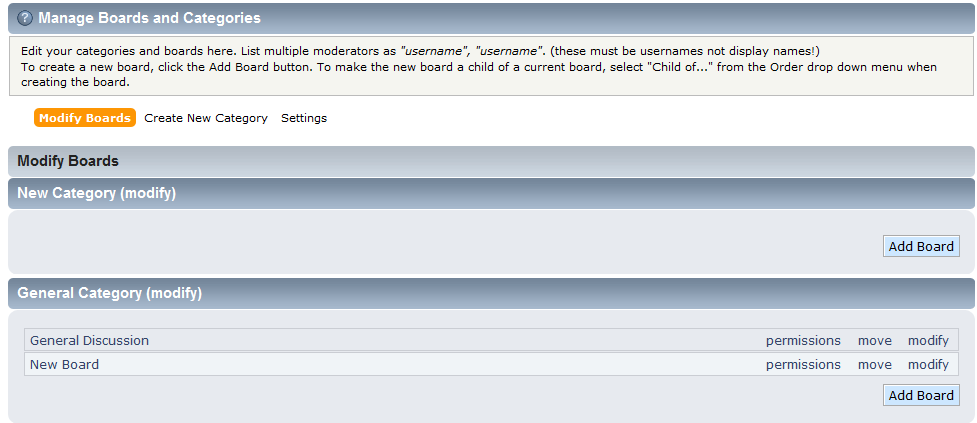 ? Manage Boards and Categories
Edit your categories and boards here. List multiple moderators as "username", "username". (these must be usernames not display names!)
To create a new board, click the Add Board button. To make the new board a child of a current board, select "Child of..." from the Order drop down menu when
creating the board.
Modify Boards Create New Category Settings
Modify Boards
New Category (modify)
Add Board
General Category (modify)
General Discussion permissions move modify
New Board permissions move modify
Add Board